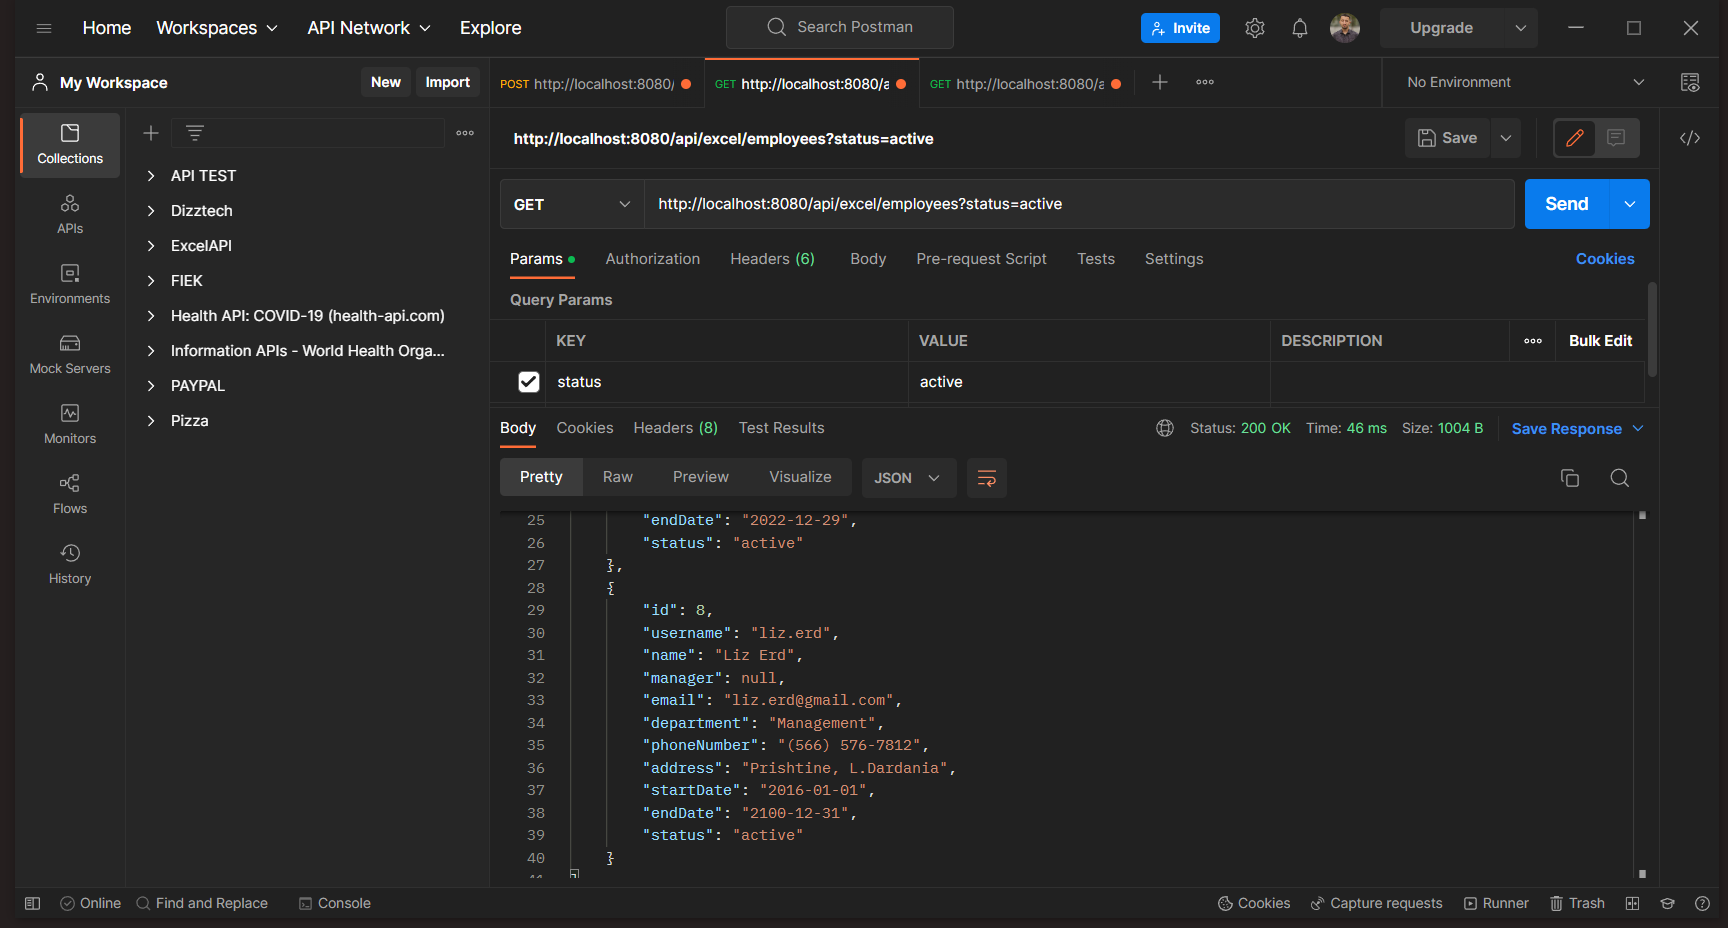 Home Workspaces API Network Explore Search Postman Invite Upgrade
My Workspace New Import POST http://localhost:8080/ GET http://localhost:8080/a GET http://localhost:8080/a No Environment
Collections
APIs
Environments
Mock Servers
Monitors
Flows
History
API TEST
Dizztech
ExcelAPI
FIEK
Health API: COVID-19 (health-api.com)
Information APIs - World Health Orga...
PAYPAL
Pizza
http://localhost:8080/api/excel/employees?status=active Save
GET http://localhost:8080/api/excel/employees?status=active Send
Params Authorization Headers (6) Body Pre-request Script Tests Settings Cookies
Query Params
KEY VALUE DESCRIPTION Bulk Edit
status active
Body Cookies Headers (8) Test Results Status: 200 OK Time: 46 ms Size: 1004 B Save Response
Pretty Raw Preview Visualize JSON
25 "endDate": "2022-12-29",
26 "status": "active"
27 },
28 {
29 "id": 8,
30 "username": "liz.erd",
31 "name": "Liz Erd",
32 "manager": null,
33 "email": "liz.erd@gmail.com",
34 "department": "Management",
35 "phoneNumber": "(566) 576-7812",
36 "address": "Prishtine, L.Dardania",
37 "startDate": "2016-01-01",
38 "endDate": "2100-12-31",
39 "status": "active"
40 }
Online Find and Replace Console Cookies Capture requests Runner Trash